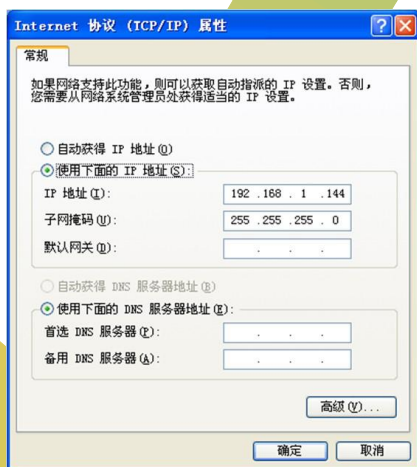 Internet 协议 (TCP/IP) 属性
常规
如果网络支持此功能,则可以获取自动指派的 IP 设置。否则,
您需要从网络系统管理员处获得适当的 IP 设置。
自动获得 IP 地址(O)
使用下面的 IP 地址(S):
IP 地址(I): 192 .168 . 1 .144
子网掩码(U): 255 .255 .255 . 0
默认网关(D): . . .
自动获得 DNS 服务器地址(B)
使用下面的 DNS 服务器地址(E):
首选 DNS 服务器(P): . . .
备用 DNS 服务器(A): . . .
高级(V)...
确定 取消